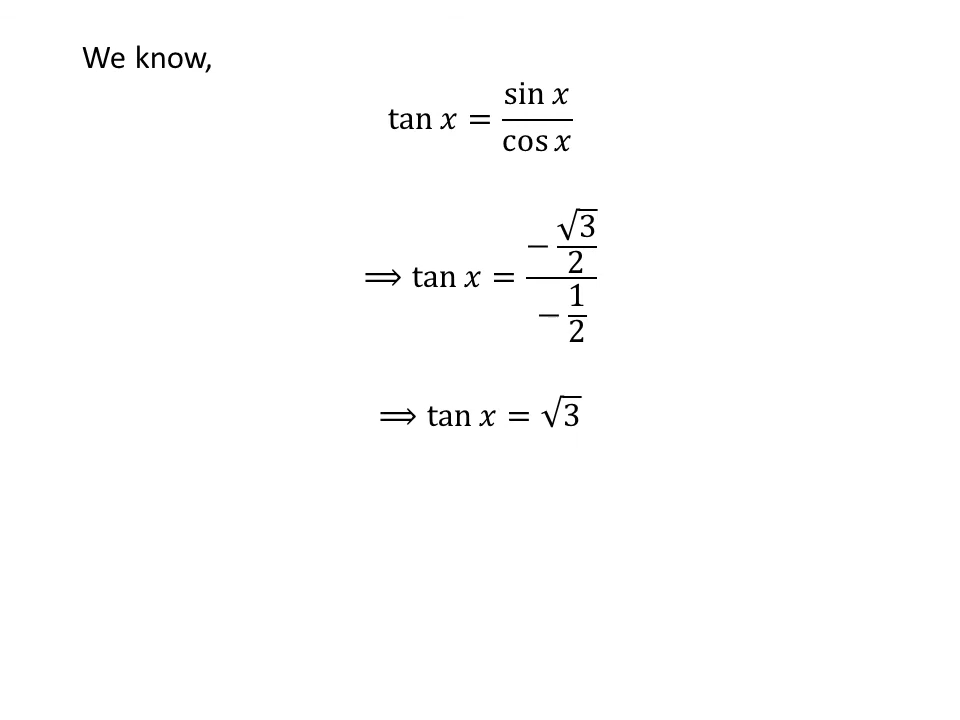 We know,
tan 𝑥 = sin 𝑥 / cos 𝑥
⟹ tan 𝑥 = (−√3/2) / (−1/2)
⟹ tan 𝑥 = √3